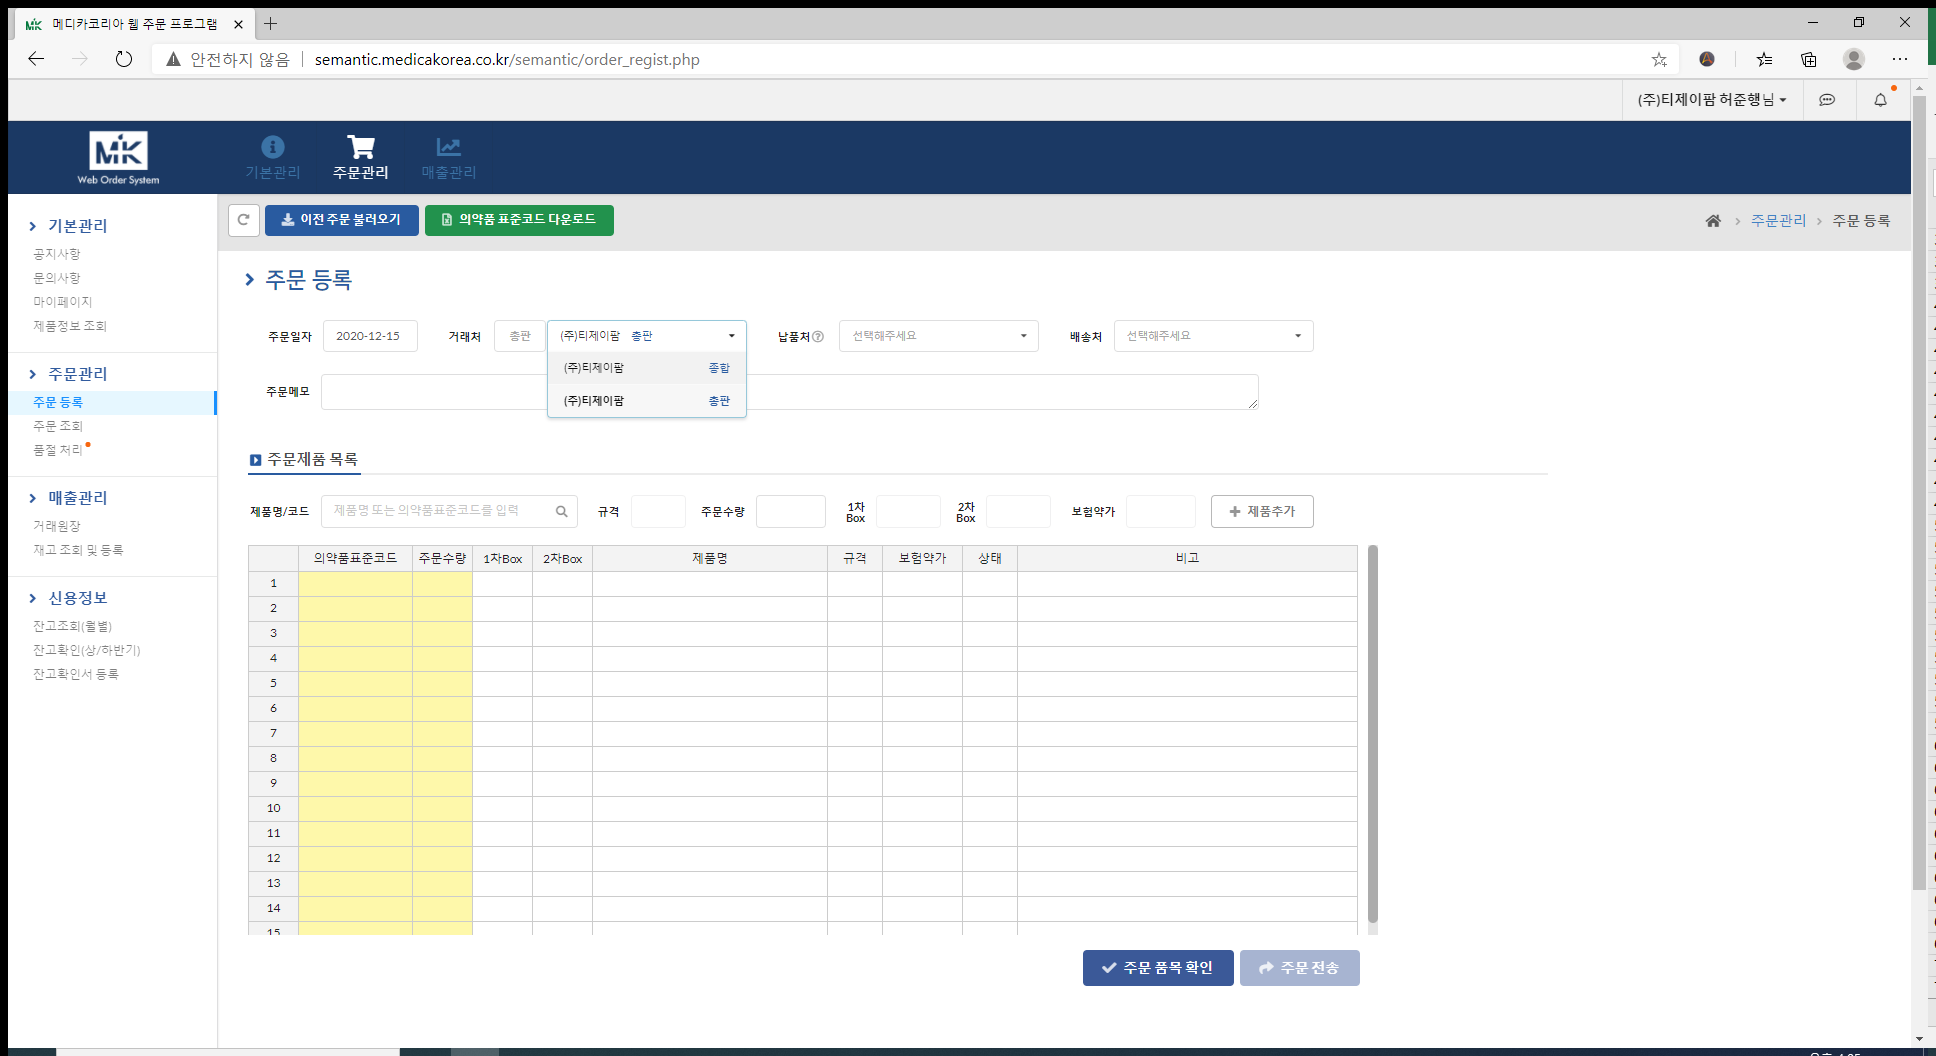 메디카코리아 웹 주문 프로그램
안전하지 않음
semantic.medicakorea.co.kr/semantic/order_regist.php
(주)티제이팜 허준행님
MK
Web Order System
기본관리
주문관리
매출관리
이전 주문 불러오기
의약품 표준코드 다운로드
주문관리
주문 등록
기본관리
공지사항
문의사항
마이페이지
제품정보 조회
주문관리
주문 등록
주문 조회
품절 처리
매출관리
거래원장
재고 조회 및 등록
신용정보
잔고조회(월별)
잔고확인(상/하반기)
잔고확인서 등록
주문 등록
주문일자 2020-12-15 거래처 총판 (주)티제이팜 총판 납품처 선택해주세요 배송처 선택해주세요
(주)티제이팜 종합
(주)티제이팜 총판
주문메모
주문제품 목록
제품명/코드 제품명 또는 의약품표준코드를 입력 규격 주문수량 1차 Box 2차 Box 보험약가 제품추가
의약품표준코드 주문수량 1차Box 2차Box 제품명 규격 보험약가 상태 비고
1
2
3
4
5
6
7
8
9
10
11
12
13
14
15
주문 품목 확인 주문 전송